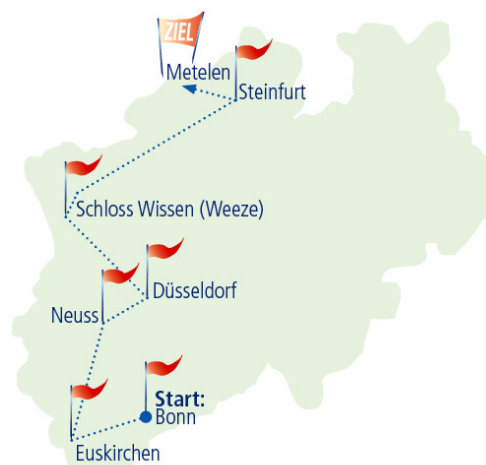 ZIEL
Metelen
Steinfurt
Schloss Wissen (Weeze)
Düsseldorf
Neuss
Start:
Bonn
Euskirchen